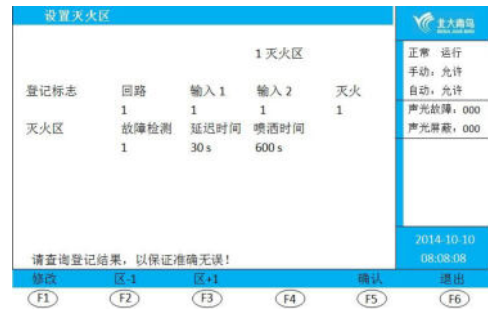 设置灭火区
北大青鸟
1 灭火区
登记标志 回路 输入 1 输入 2 灭火
1 1 1 1
灭火区 故障检测 延迟时间 喷洒时间
1 30 s 600 s
请查询登记结果，以保证准确无误！
修改 区-1 区+1 确认 退出
F1 F2 F3 F4 F5 F6
正常 运行
手动：允许
自动：允许
声光故障：000
声光屏蔽：000
2014-10-10
08:08:08